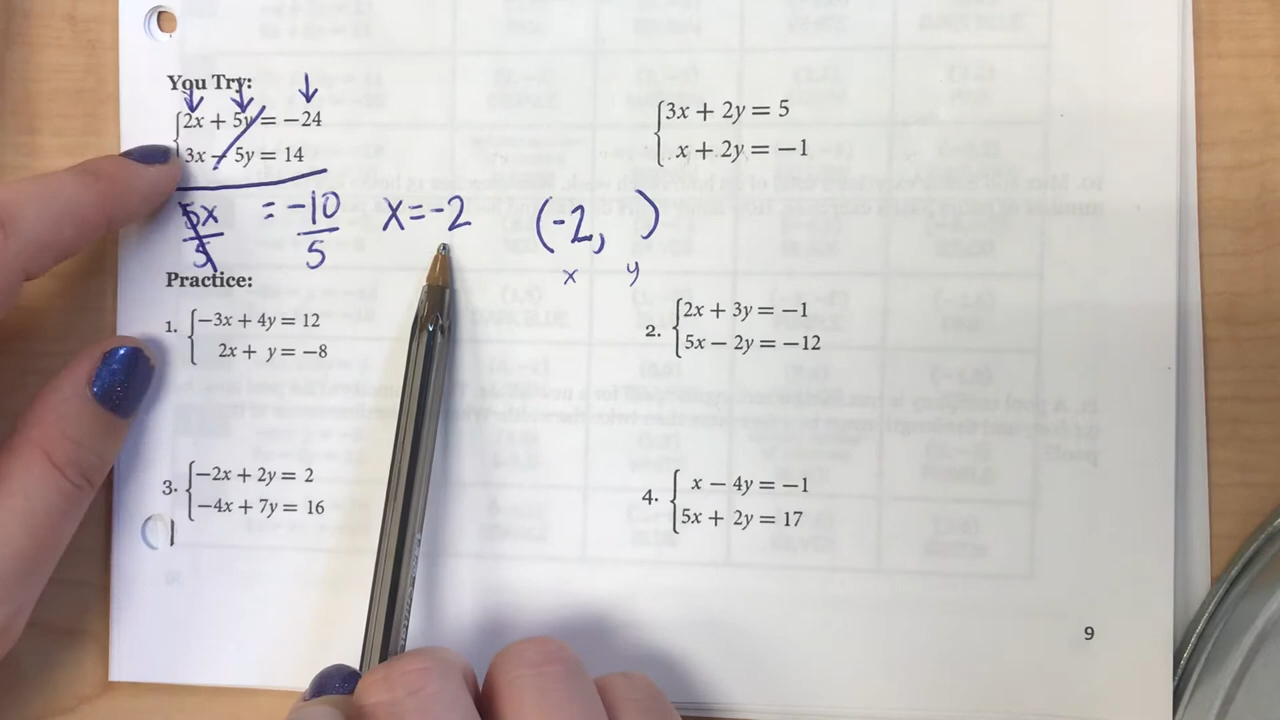 You Try:
2x + 5y = −24
3x − 5y = 14
5x = −10
5 5
x = −2
(−2, )
x y
3x + 2y = 5
x + 2y = −1
Practice:
1. −3x + 4y = 12
2x + y = −8
2. 2x + 3y = −1
5x − 2y = −12
3. −2x + 2y = 2
−4x + 7y = 16
4. x − 4y = −1
5x + 2y = 17
9